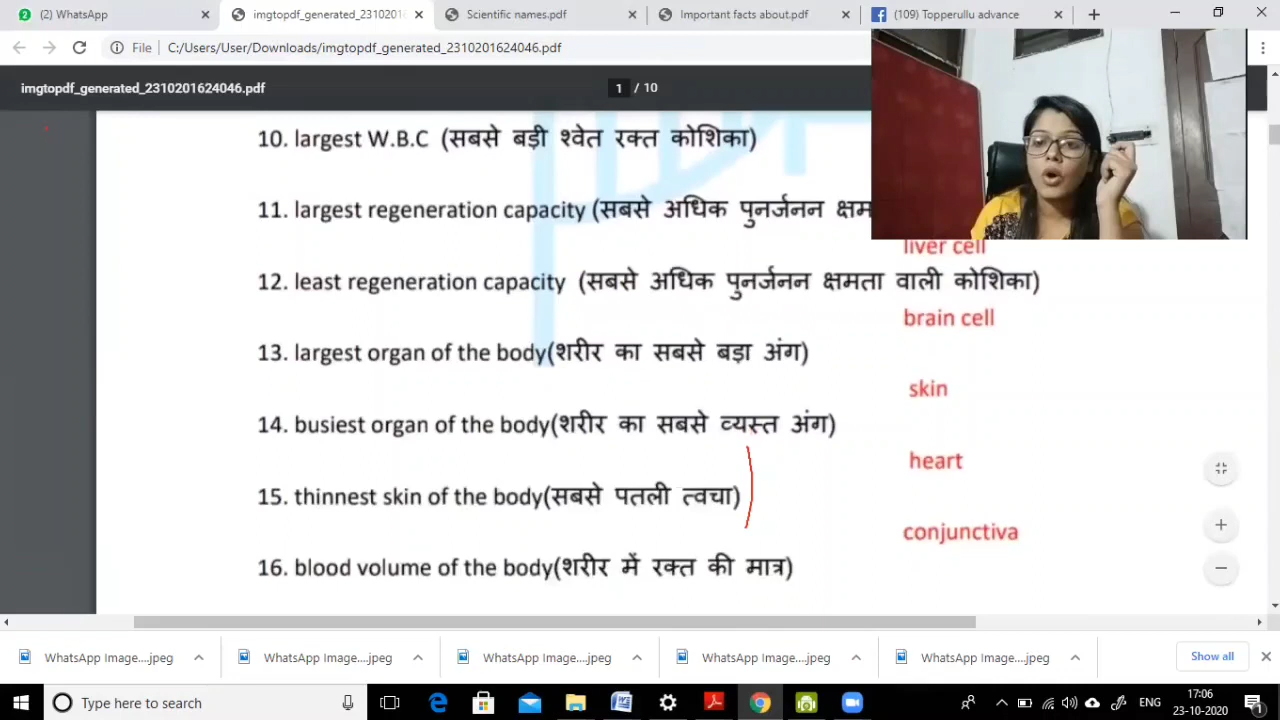 (2) WhatsApp
imgtopdf_generated_2310201
Scientific names.pdf
Important facts about.pdf
(109) Topperullu advance
File
C:/Users/User/Downloads/imgtopdf_generated_2310201624046.pdf
imgtopdf_generated_2310201624046.pdf
1 / 10
10. largest W.B.C (सबसे बड़ी श्वेत रक्त कोशिका)
11. largest regeneration capacity (सबसे अधिक पुनर्जनन क्षम
liver cell
12. least regeneration capacity (सबसे अधिक पुनर्जनन क्षमता वाली कोशिका)
brain cell
13. largest organ of the body(शरीर का सबसे बड़ा अंग)
skin
14. busiest organ of the body(शरीर का सबसे व्यस्त अंग)
heart
15. thinnest skin of the body(सबसे पतली त्वचा)
conjunctiva
16. blood volume of the body(शरीर में रक्त की मात्र)
WhatsApp Image....jpeg
WhatsApp Image....jpeg
WhatsApp Image....jpeg
WhatsApp Image....jpeg
WhatsApp Image....jpeg
Show all
Type here to search
ENG
17:06
23-10-2020